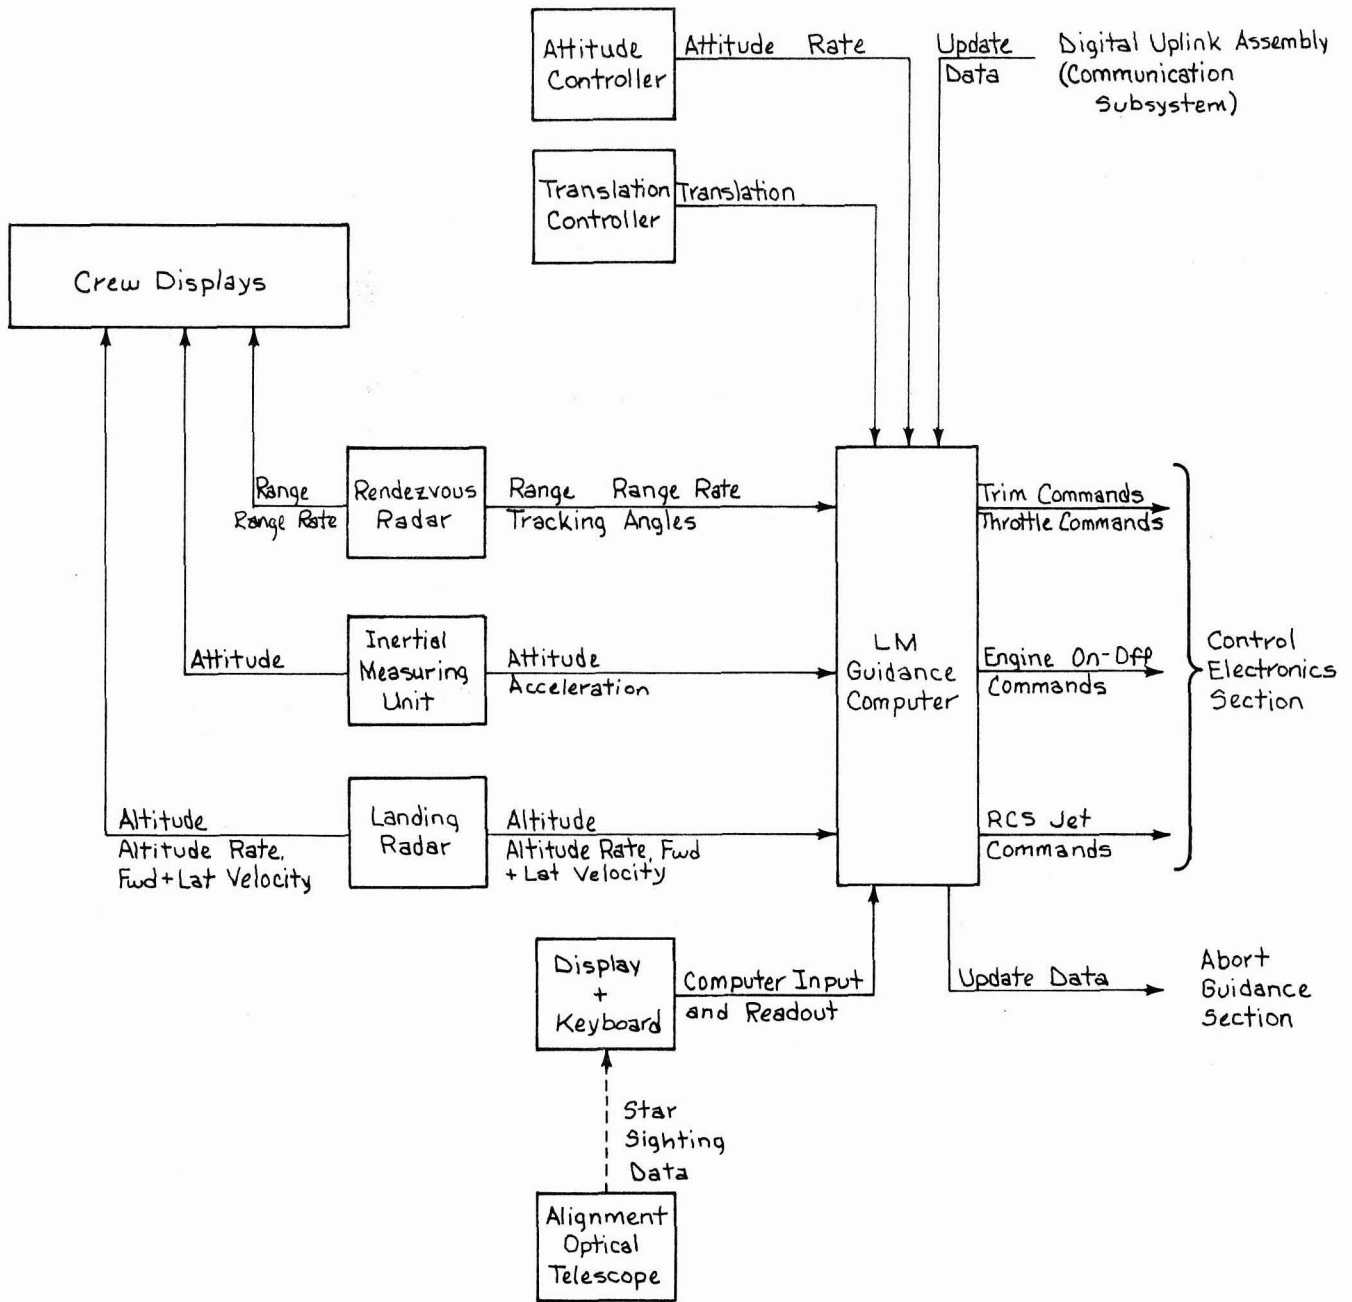 Attitude
Controller
Attitude Rate
Update
Data
Digital Uplink Assembly
(Communication
Subsystem)
Translation
Controller
Translation
Crew Displays
Range
Range Rate
Rendezvous
Radar
Range Range Rate
Tracking Angles
Trim Commands
Throttle Commands
Attitude
Inertial
Measuring
Unit
Attitude
Acceleration
LM
Guidance
Computer
Engine On-Off
Commands
Control
Electronics
Section
Altitude
Altitude Rate,
Fwd + Lat Velocity
Landing
Radar
Altitude
Altitude Rate, Fwd
+ Lat Velocity
RCS Jet
Commands
Display
+
Keyboard
Computer Input
and Readout
Update Data
Abort
Guidance
Section
Star
Sighting
Data
Alignment
Optical
Telescope